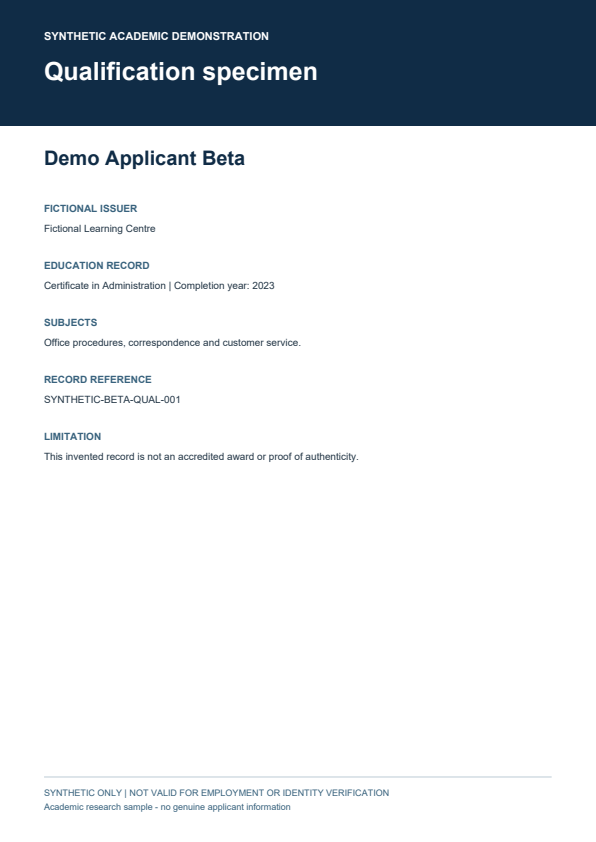 SYNTHETIC ACADEMIC DEMONSTRATION
Qualification specimen
Demo Applicant Beta
FICTIONAL ISSUER
Fictional Learning Centre
EDUCATION RECORD
Certificate in Administration | Completion year: 2023
SUBJECTS
Office procedures, correspondence and customer service.
RECORD REFERENCE
SYNTHETIC-BETA-QUAL-001
LIMITATION
This invented record is not an accredited award or proof of authenticity.
SYNTHETIC ONLY | NOT VALID FOR EMPLOYMENT OR IDENTITY VERIFICATION
Academic research sample - no genuine applicant information